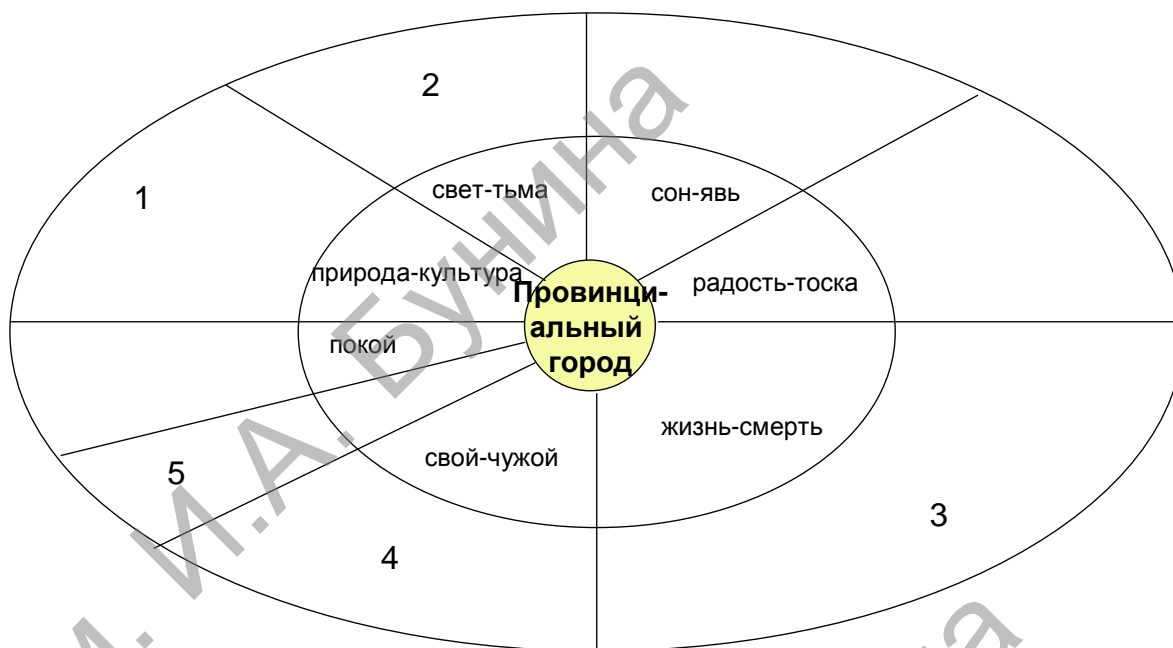 2
1
свет-тьма
сон-явь
природа-культура
радость-тоска
Провинци-
альный
город
покой
жизнь-смерть
свой-чужой
5
3
4
И.А. Бунина